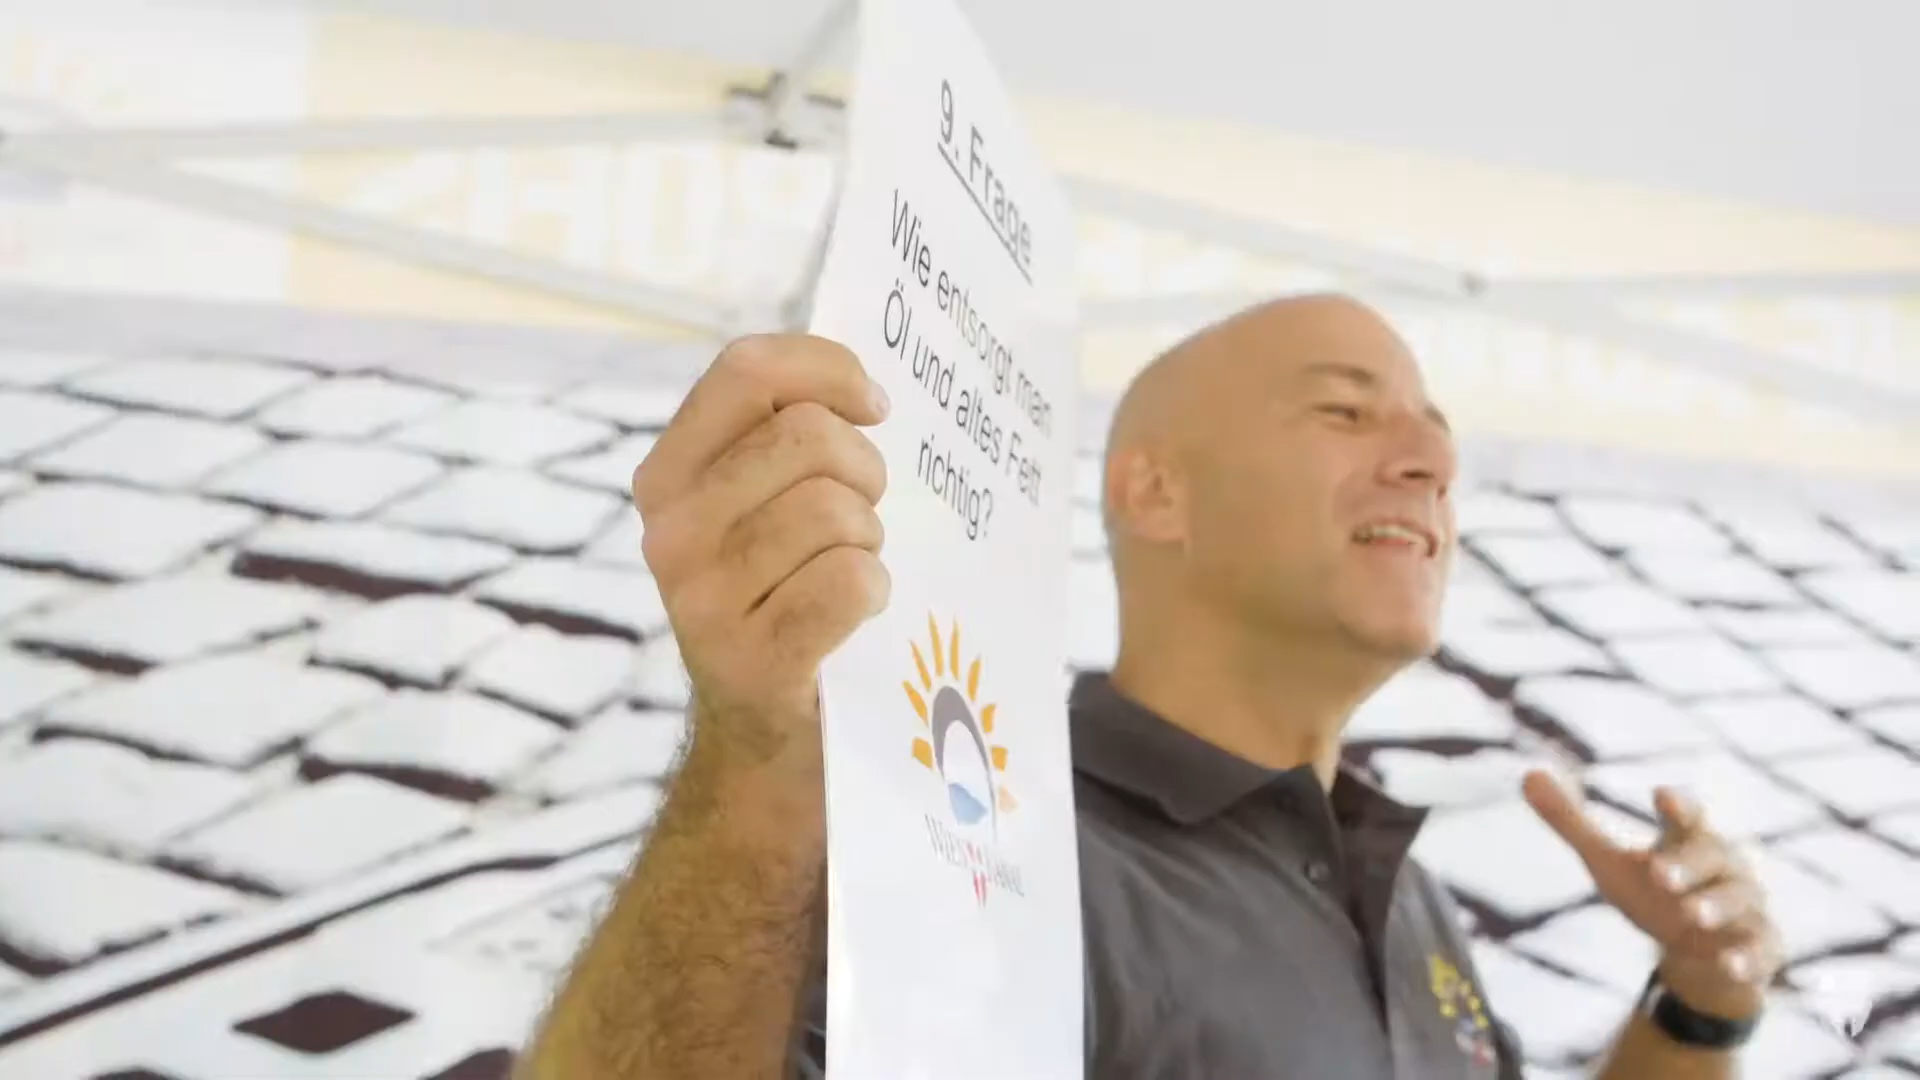 9. Frage
Wie entsorgt man
Öl und altes Fett
richtig?